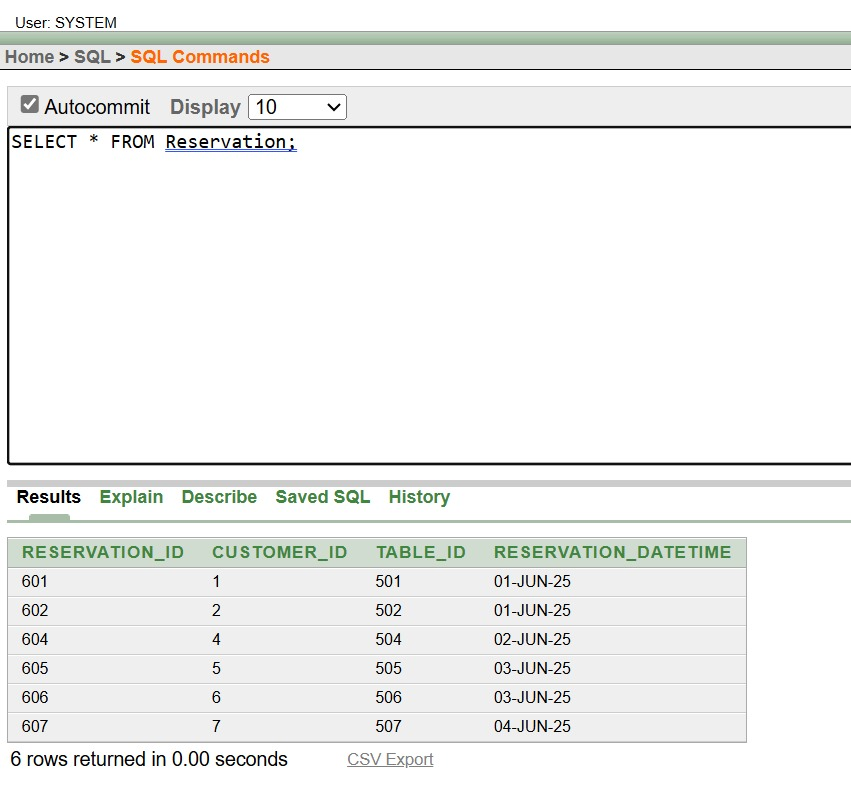 User: SYSTEM
Home > SQL > SQL Commands
Autocommit Display 10
SELECT * FROM Reservation;
Results Explain Describe Saved SQL History
RESERVATION_ID CUSTOMER_ID TABLE_ID RESERVATION_DATETIME
601 1 501 01-JUN-25
602 2 502 01-JUN-25
604 4 504 02-JUN-25
605 5 505 03-JUN-25
606 6 506 03-JUN-25
607 7 507 04-JUN-25
6 rows returned in 0.00 seconds CSV Export